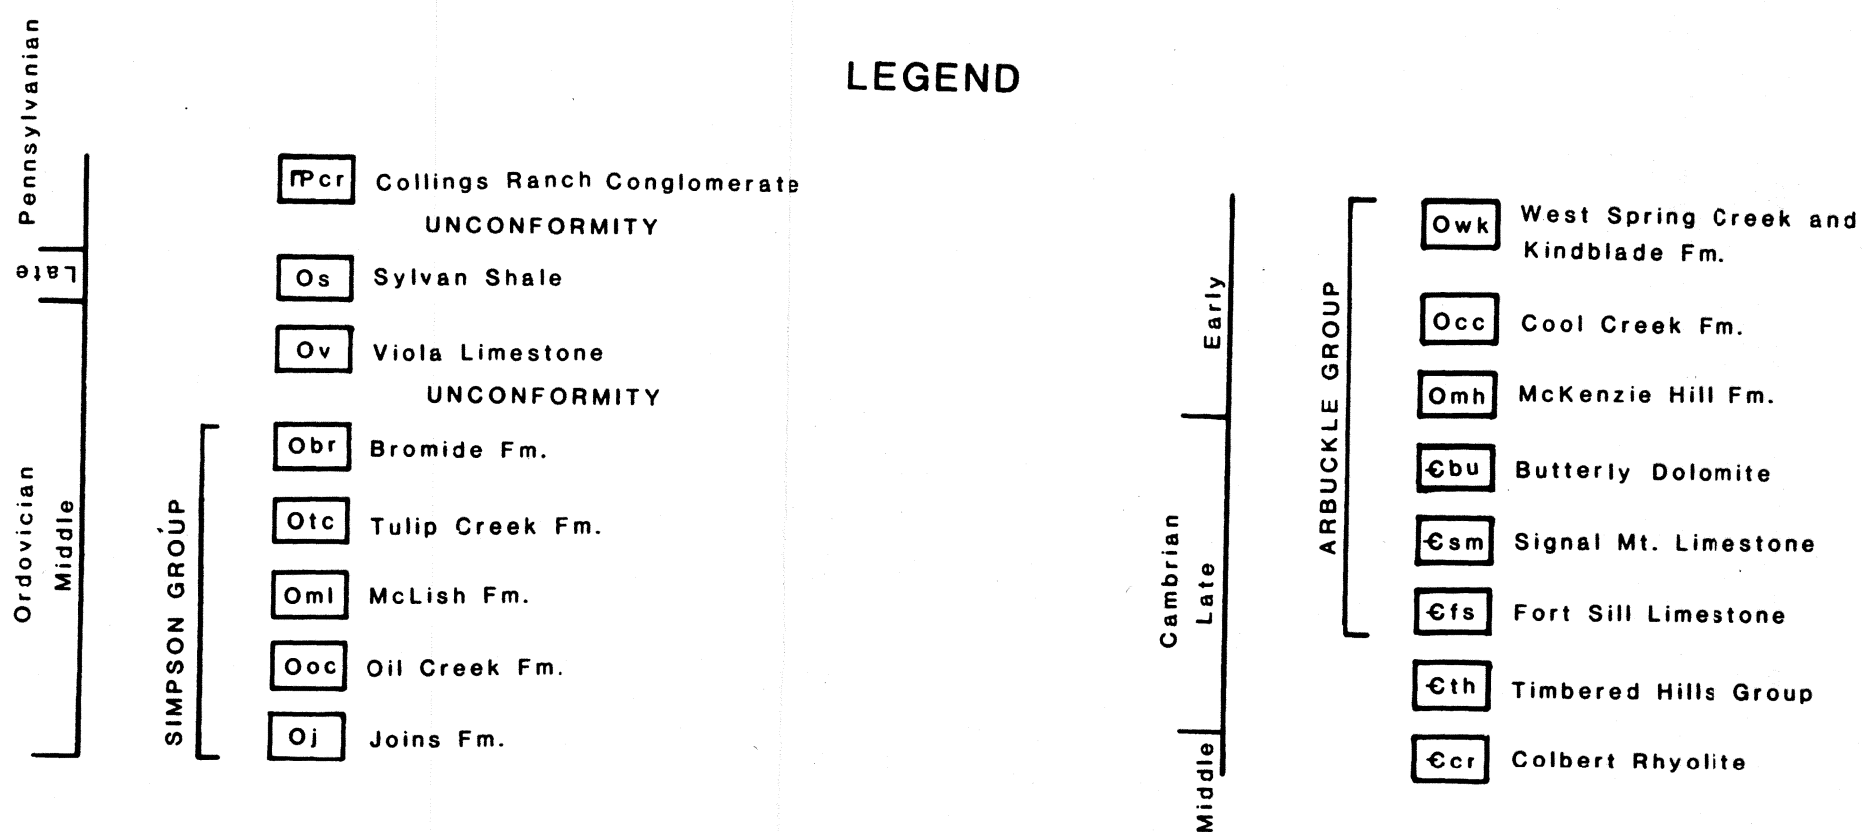 LEGEND
Pennsylvanian
Late
Ordovician
Middle
SIMPSON GROUP
ꟼPcr Collings Ranch Conglomerate
UNCONFORMITY
Os Sylvan Shale
Ov Viola Limestone
UNCONFORMITY
Obr Bromide Fm.
Otc Tulip Creek Fm.
Oml McLish Fm.
Ooc Oil Creek Fm.
Oj Joins Fm.
Early
Cambrian
Late
Middle
ARBUCKLE GROUP
Owk West Spring Creek and
Kindblade Fm.
Occ Cool Creek Fm.
Omh McKenzie Hill Fm.
Єbu Butterly Dolomite
Єsm Signal Mt. Limestone
Єfs Fort Sill Limestone
Єth Timbered Hills Group
Єcr Colbert Rhyolite